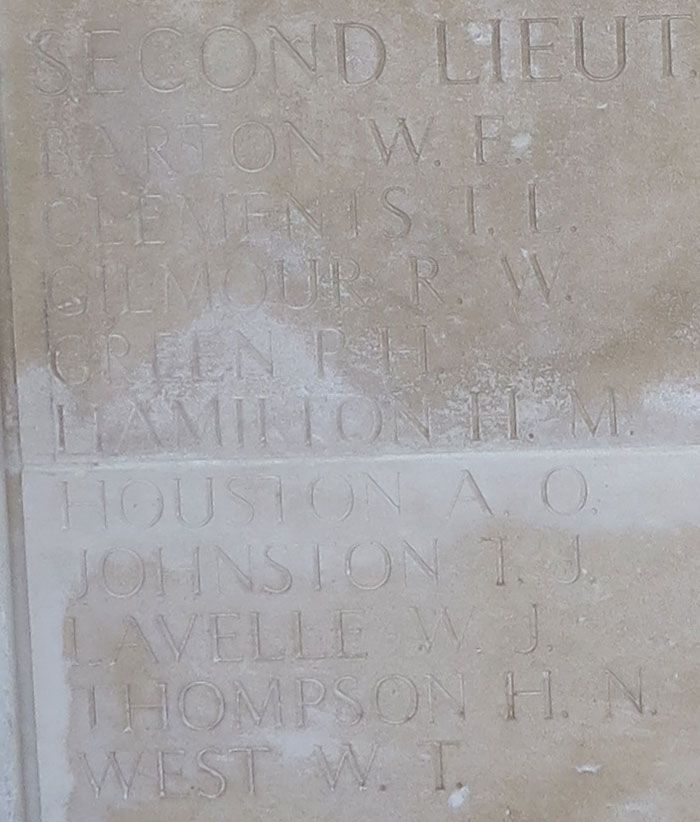 SECOND LIEUT.
BARTON W. F.
CLEMENTS T. L.
GILMOUR R. W.
GREEN P. H.
HAMILTON H. M.
HOUSTON A. O.
JOHNSTON T. J.
LAVELLE W. J.
THOMPSON H. N.
WEST W. T.